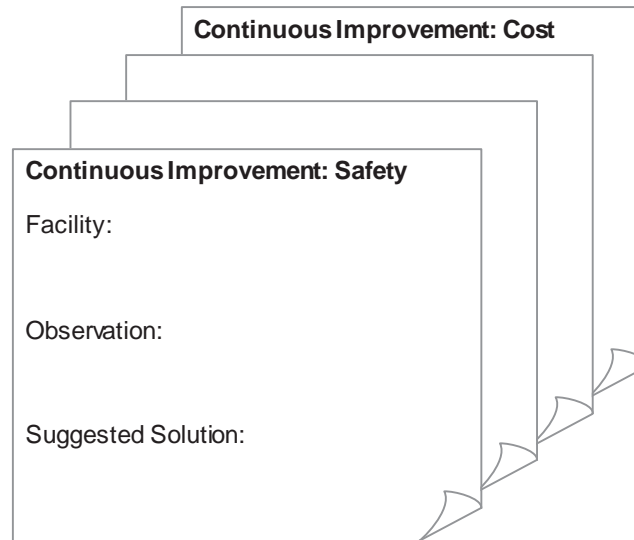 Continuous Improvement: Cost
Continuous Improvement: Safety
Facility:
Observation:
Suggested Solution: